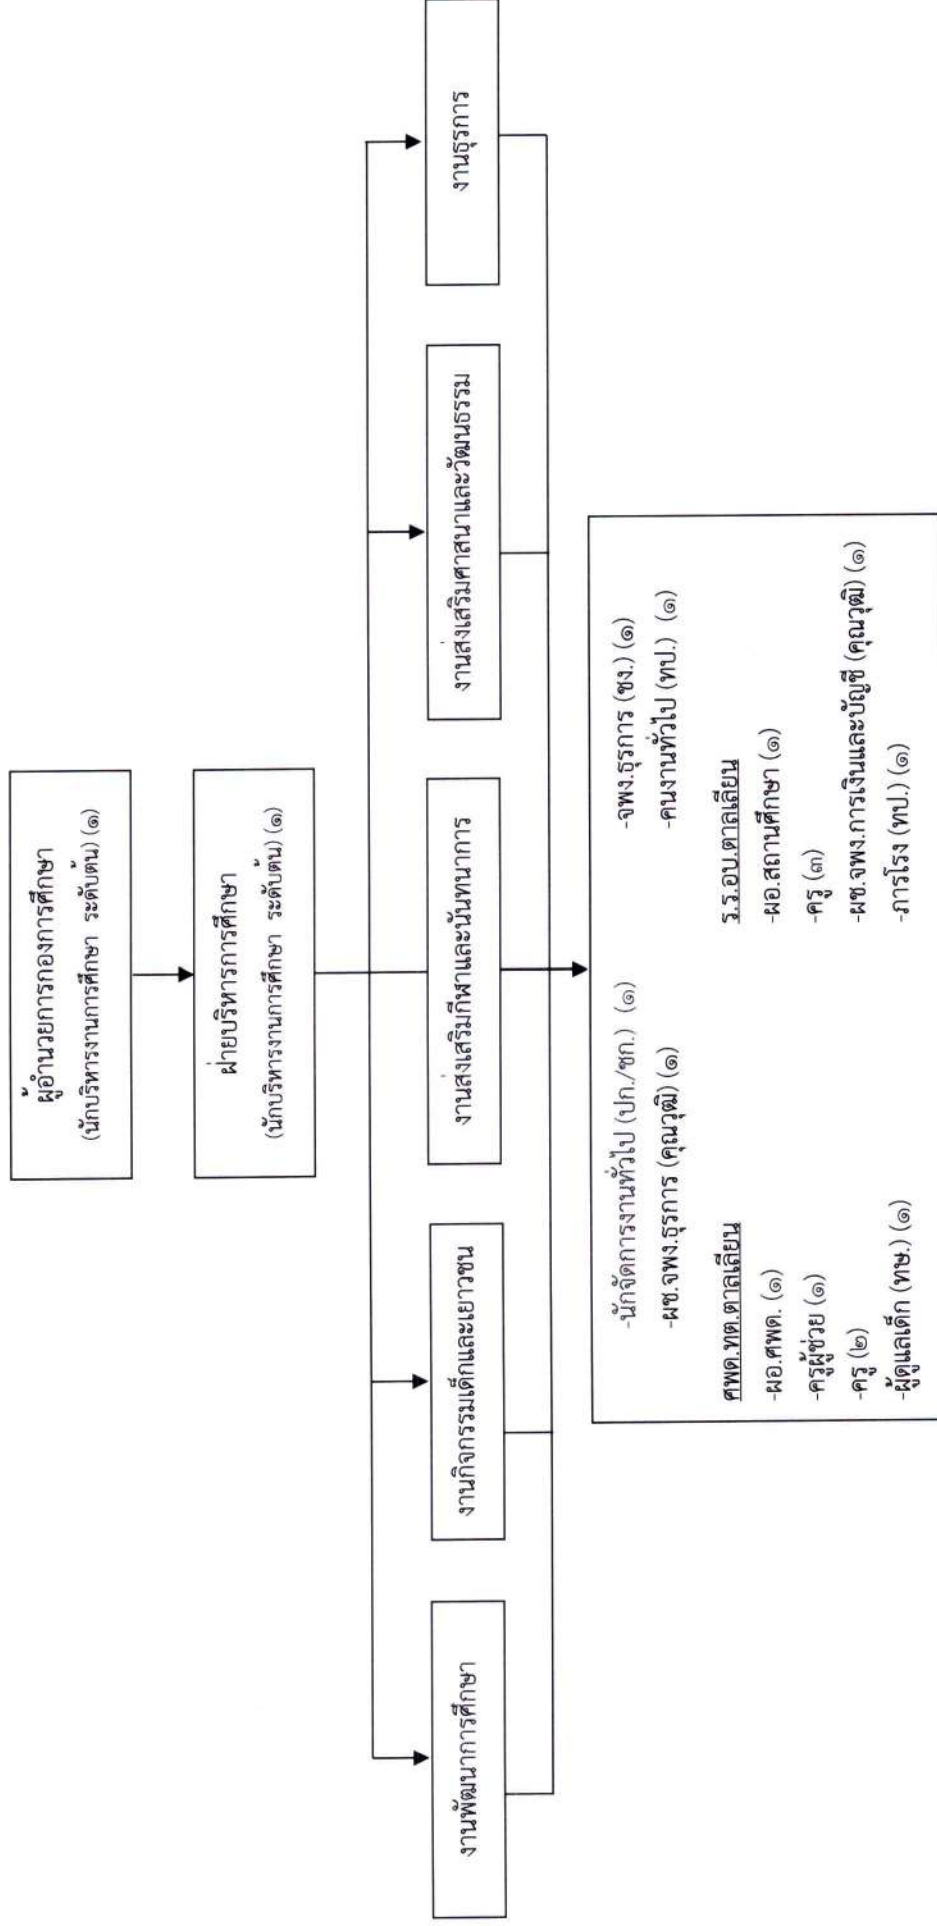 ผู้อำนวยการกองการศึกษา
(นักบริหารงานการศึกษา ระดับต้น) (๑)
ฝ่ายบริหารการศึกษา
(นักบริหารงานการศึกษา ระดับต้น) (๑)
งานพัฒนาการศึกษา
งานกิจกรรมเด็กและเยาวชน
งานส่งเสริมกีฬาและนันทนาการ
งานส่งเสริมศาสนาและวัฒนธรรม
งานธุรการ
-นักจัดการงานทั่วไป (ปก./ชก.) (๑)
-ผช.จพง.ธุรการ (คุณวุฒิ) (๑)
-จพง.ธุรการ (ชง.) (๑)
-คนงานทั่วไป (ทป.) (๑)
ศพด.ทต.ตาลเลียน
-ผอ.ศพด. (๑)
-ครูผู้ช่วย (๑)
-ครู (๒)
-ผู้ดูแลเด็ก (ทษ.) (๑)
ร.ร.อบ.ตาลเลียน
-ผอ.สถานศึกษา (๑)
-ครู (๓)
-ผช.จพง.การเงินและบัญชี (คุณวุฒิ) (๑)
-ภารโรง (ทป.) (๑)